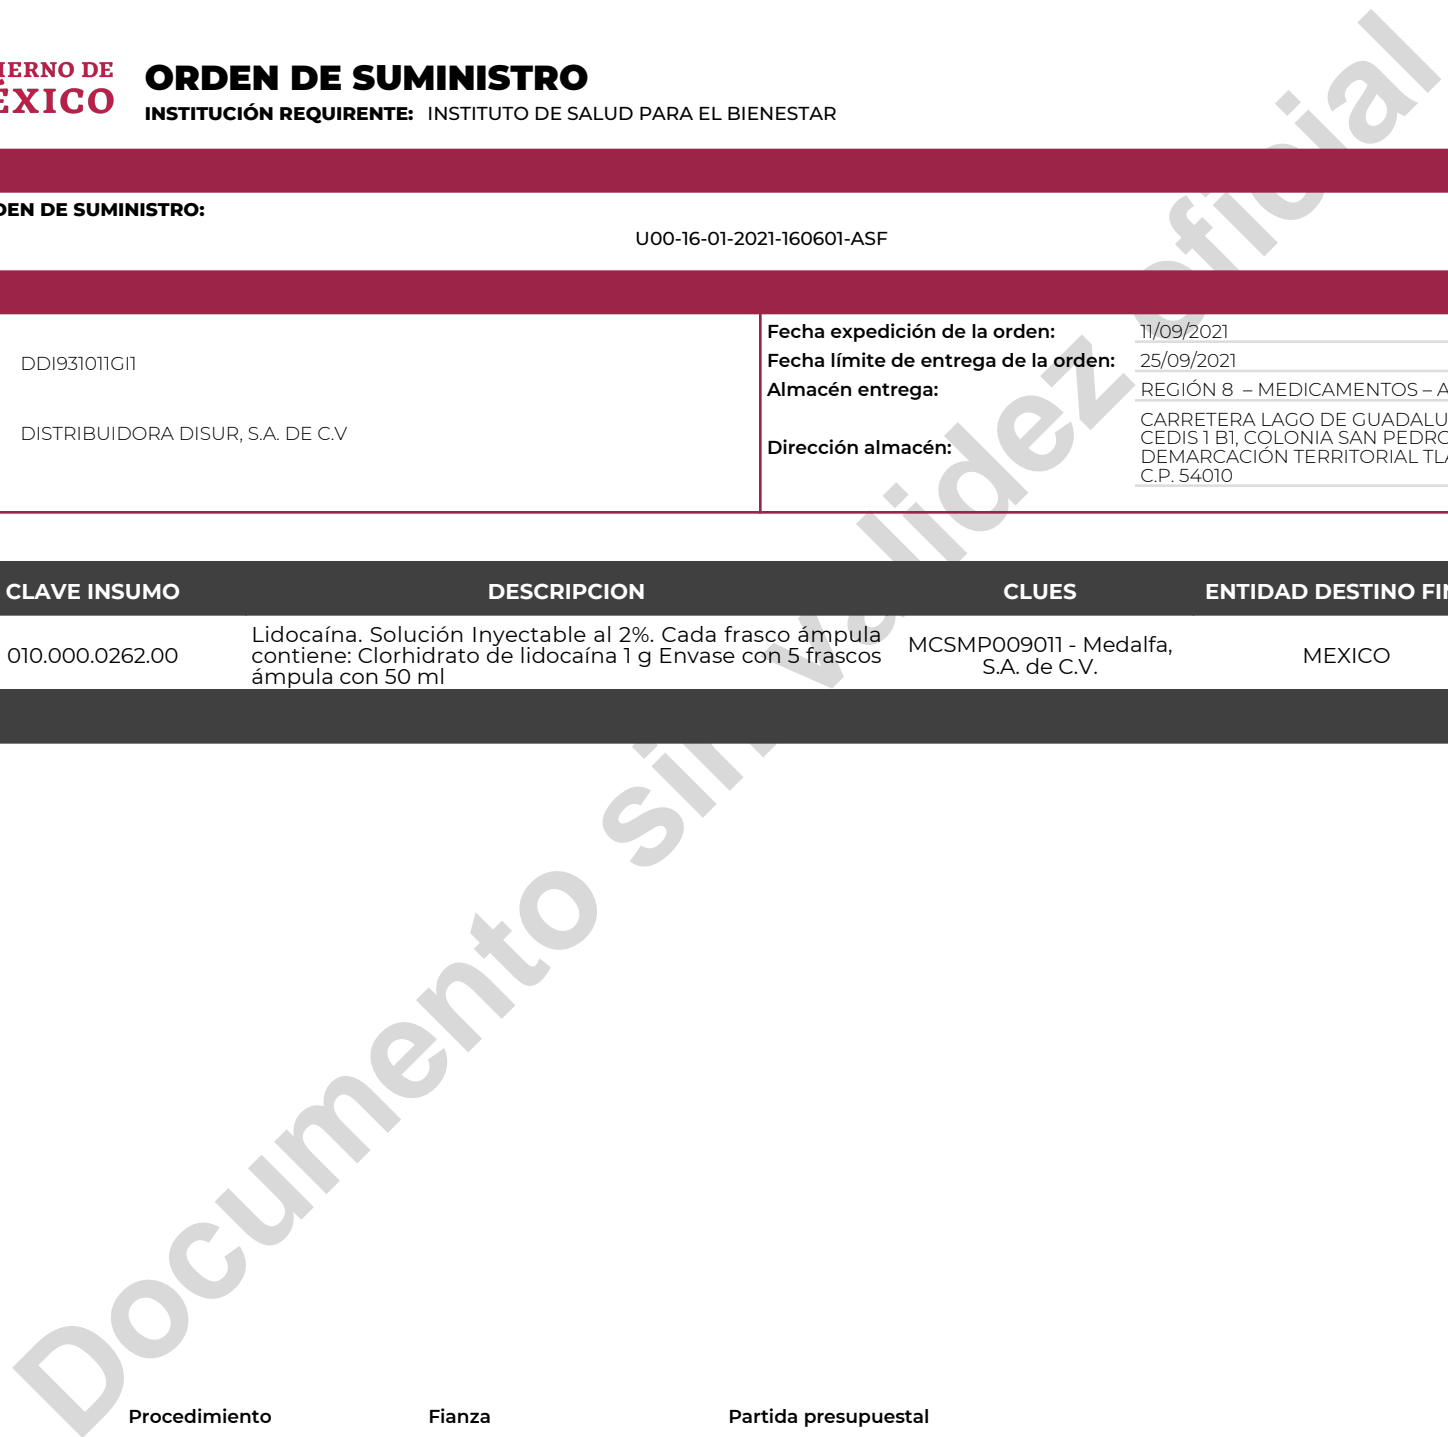 IERNO DE
ÉXICO
ORDEN DE SUMINISTRO
INSTITUCIÓN REQUIRENTE: INSTITUTO DE SALUD PARA EL BIENESTAR
DEN DE SUMINISTRO:
U00-16-01-2021-160601-ASF
DDI931011GI1
DISTRIBUIDORA DISUR, S.A. DE C.V
Fecha expedición de la orden: 11/09/2021
Fecha límite de entrega de la orden: 25/09/2021
Almacén entrega: REGIÓN 8 – MEDICAMENTOS – A
Dirección almacén:
CARRETERA LAGO DE GUADALU
CEDIS 1 B1, COLONIA SAN PEDRO
DEMARCACIÓN TERRITORIAL TLA
C.P. 54010
CLAVE INSUMO DESCRIPCION CLUES ENTIDAD DESTINO FIN
010.000.0262.00
Lidocaína. Solución Inyectable al 2%. Cada frasco ámpula
contiene: Clorhidrato de lidocaína 1 g Envase con 5 frascos
ámpula con 50 ml
MCSMP009011 - Medalfa,
S.A. de C.V.
MEXICO
Documento sin validez oficial
Procedimiento Fianza Partida presupuestal